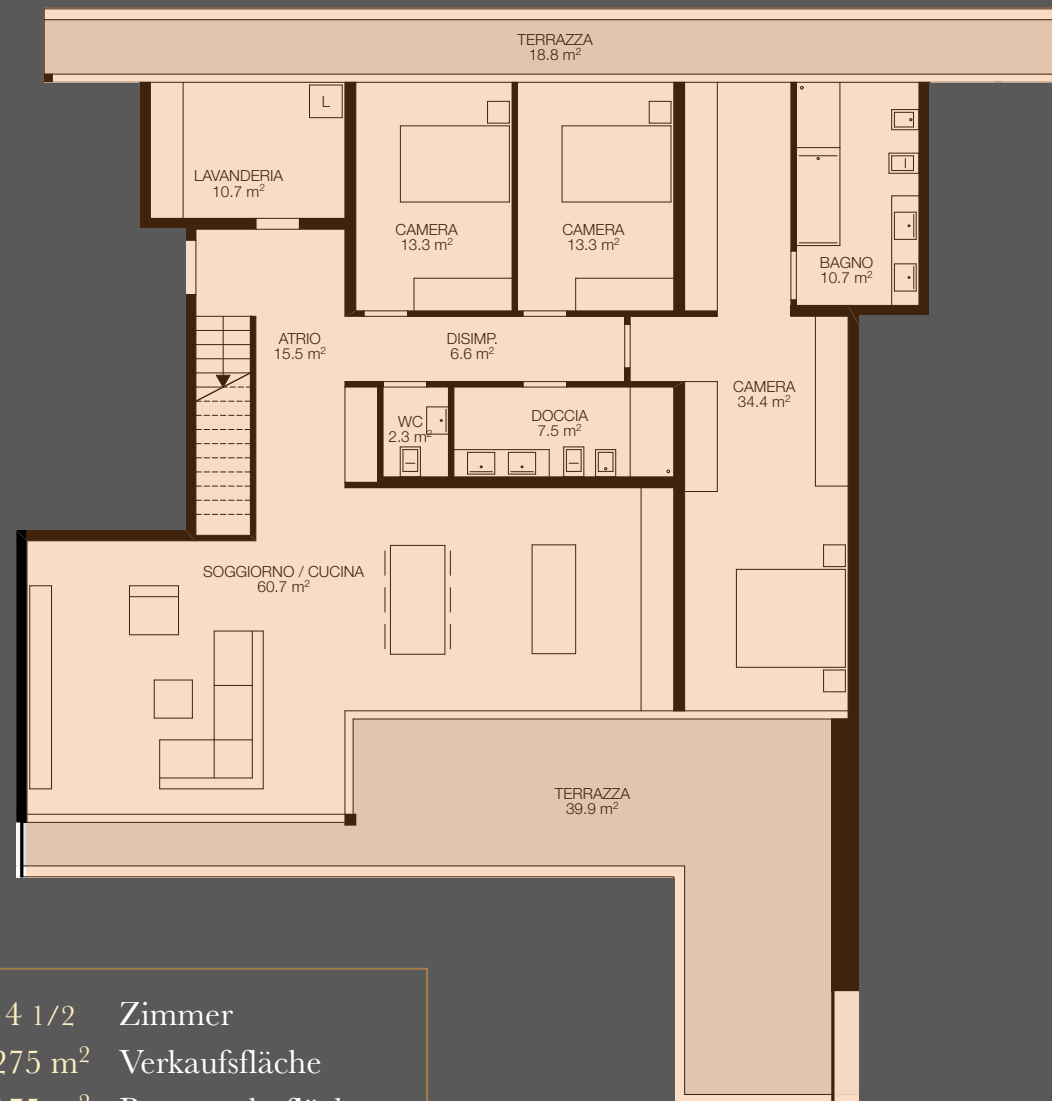 TERRAZZA
18.8 m²
L
LAVANDERIA
10.7 m²
CAMERA
13.3 m²
CAMERA
13.3 m²
BAGNO
10.7 m²
ATRIO
15.5 m²
DISIMP.
6.6 m²
CAMERA
34.4 m²
WC
2.3 m²
DOCCIA
7.5 m²
SOGGIORNO / CUCINA
60.7 m²
TERRAZZA
39.9 m²
4 1/2 Zimmer
275 m² Verkaufsfläche